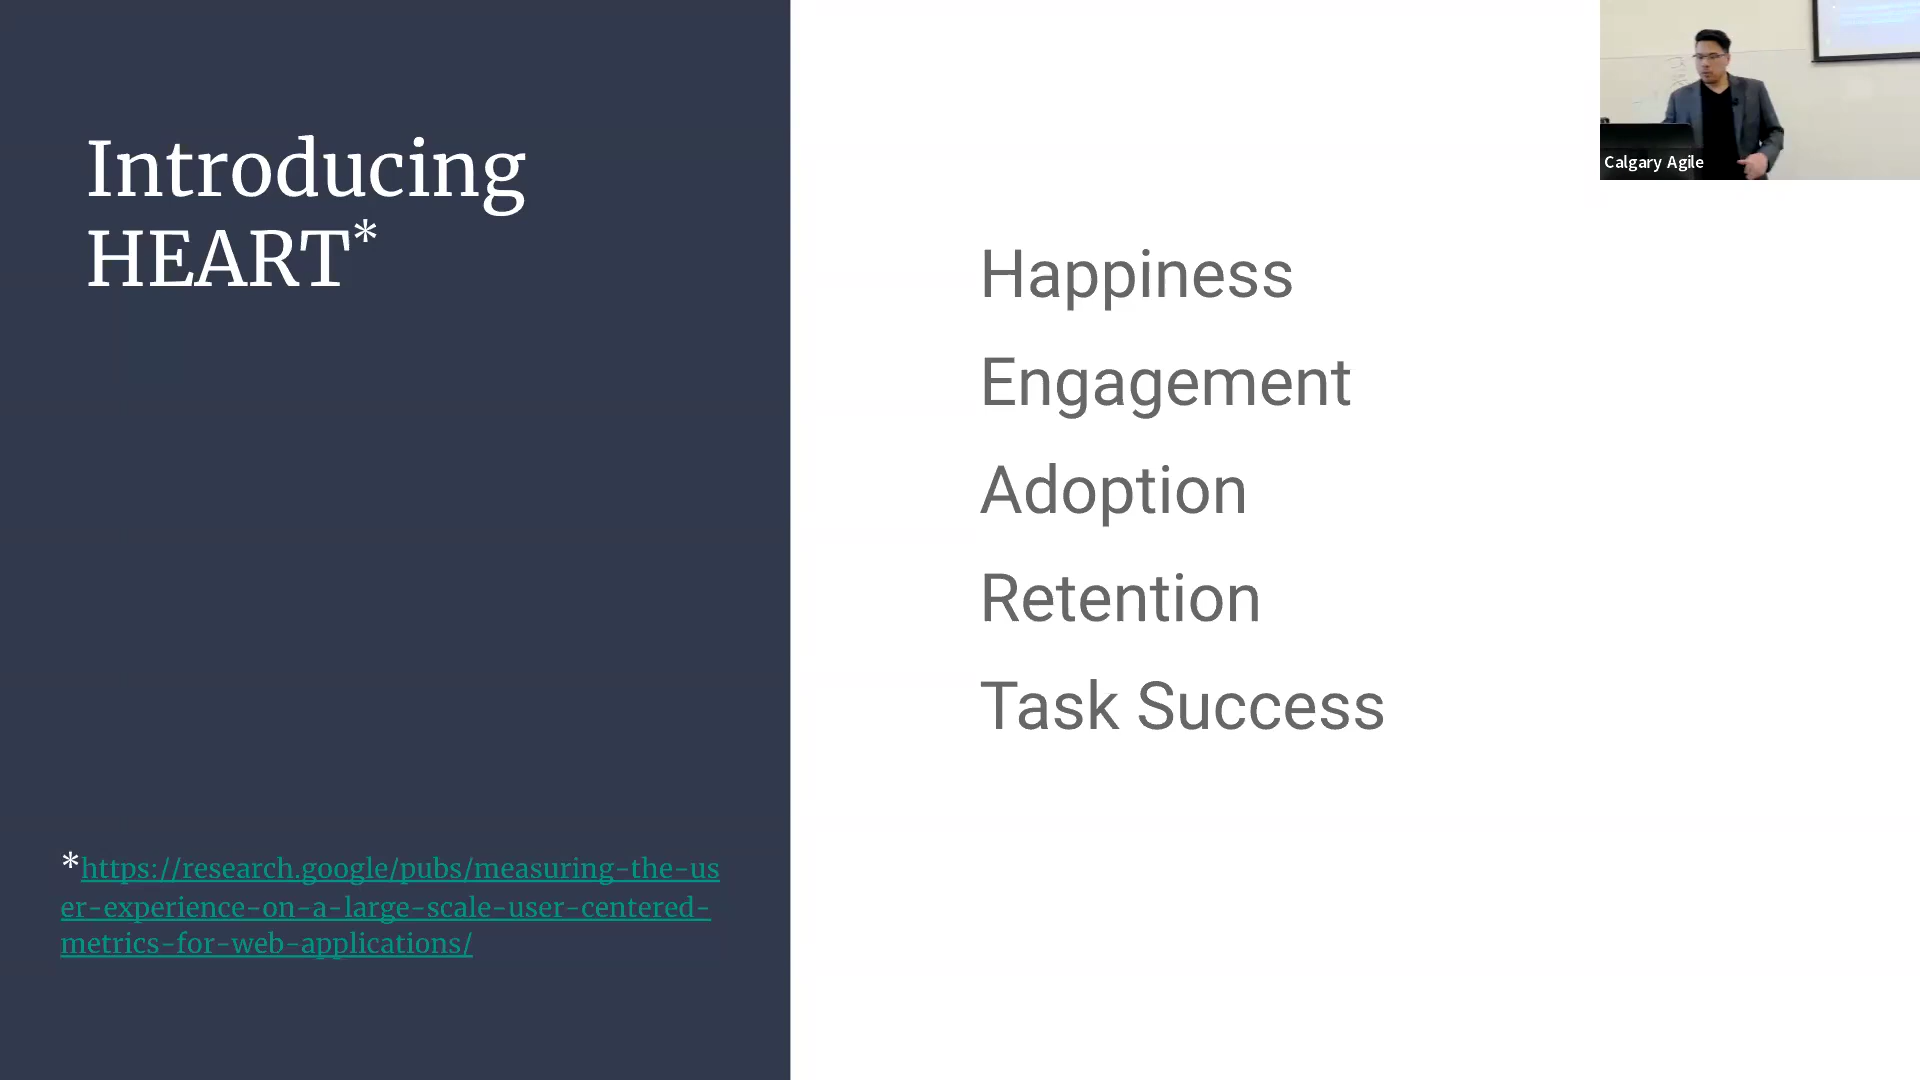 Introducing
HEART*
Happiness
Engagement
Adoption
Retention
Task Success
*https://research.google/pubs/measuring-the-us
er-experience-on-a-large-scale-user-centered-
metrics-for-web-applications/
Calgary Agile